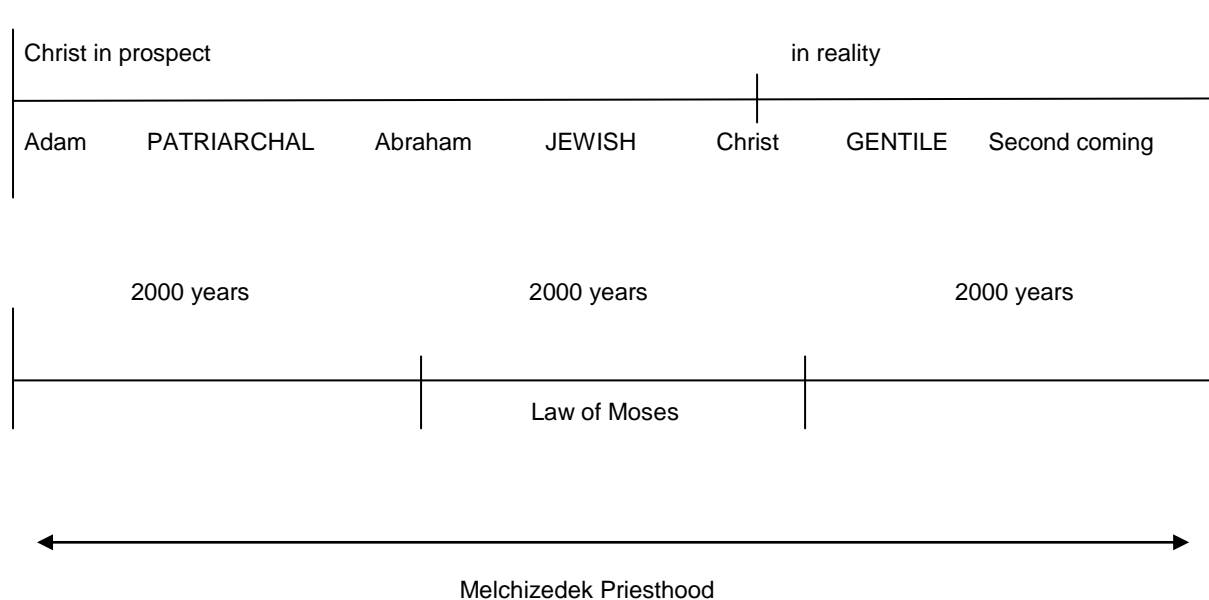 Christ in prospect in reality
Adam PATRIARCHAL Abraham JEWISH Christ GENTILE Second coming
2000 years 2000 years 2000 years
Law of Moses
Melchizedek Priesthood